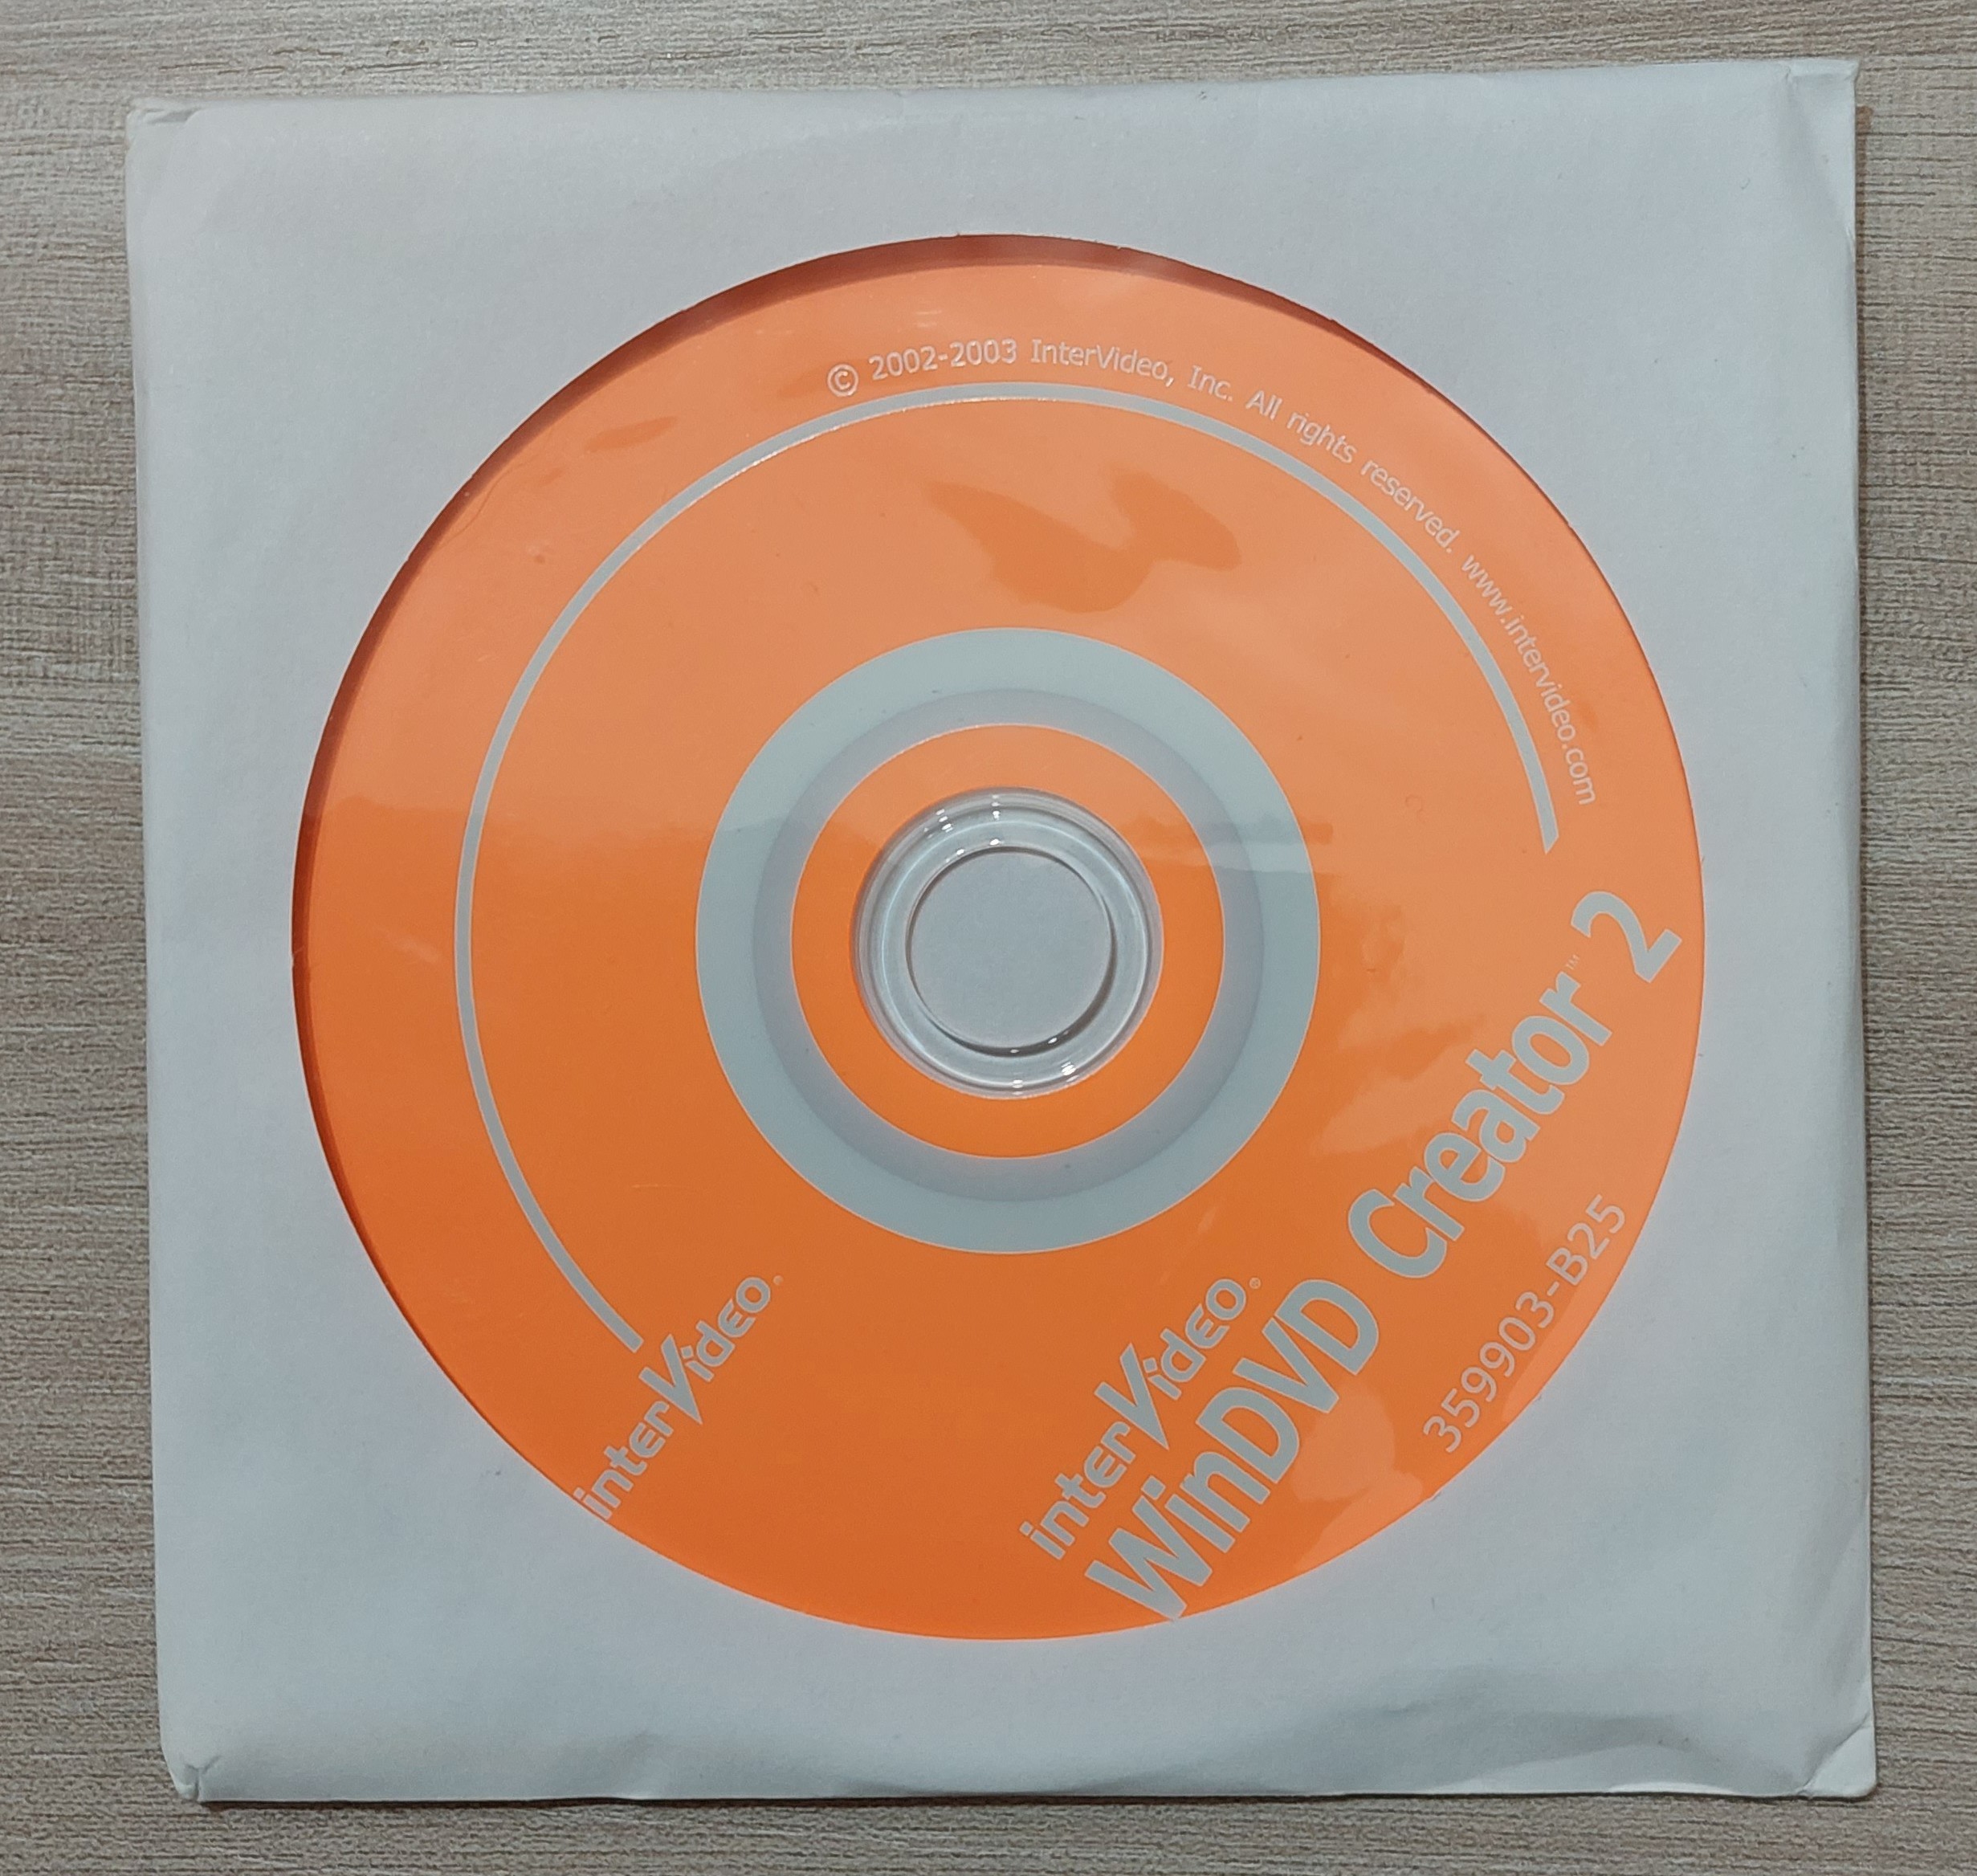 © 2002-2003 InterVideo, Inc. All rights reserved. www.intervideo.com
interVideo®
interVideo®
WinDVD Creator™ 2
359903-B25